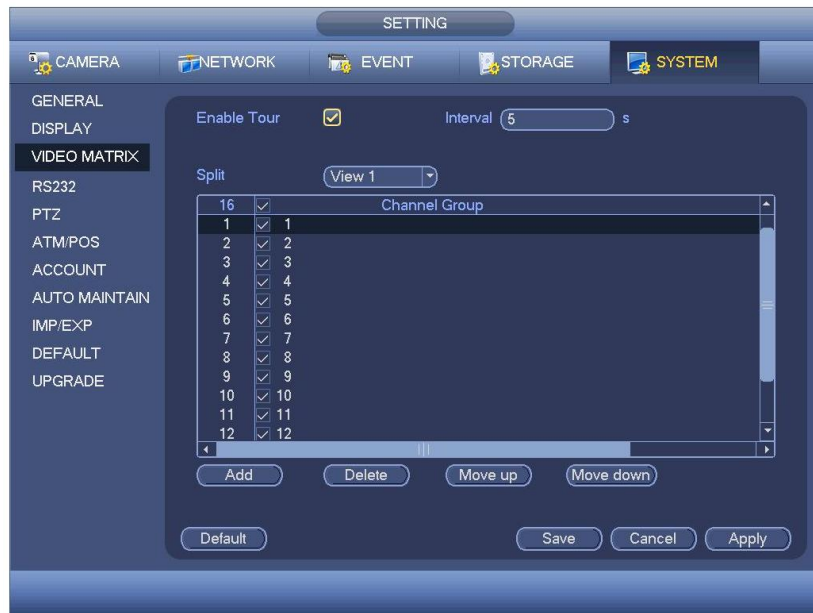 SETTING
CAMERA NETWORK EVENT STORAGE SYSTEM
GENERAL
DISPLAY
VIDEO MATRIX
RS232
PTZ
ATM/POS
ACCOUNT
AUTO MAINTAIN
IMP/EXP
DEFAULT
UPGRADE
Enable Tour Interval 5 s
Split View 1
16 Channel Group
1 1
2 2
3 3
4 4
5 5
6 6
7 7
8 8
9 9
10 10
11 11
12 12
Add Delete Move up Move down
Default Save Cancel Apply